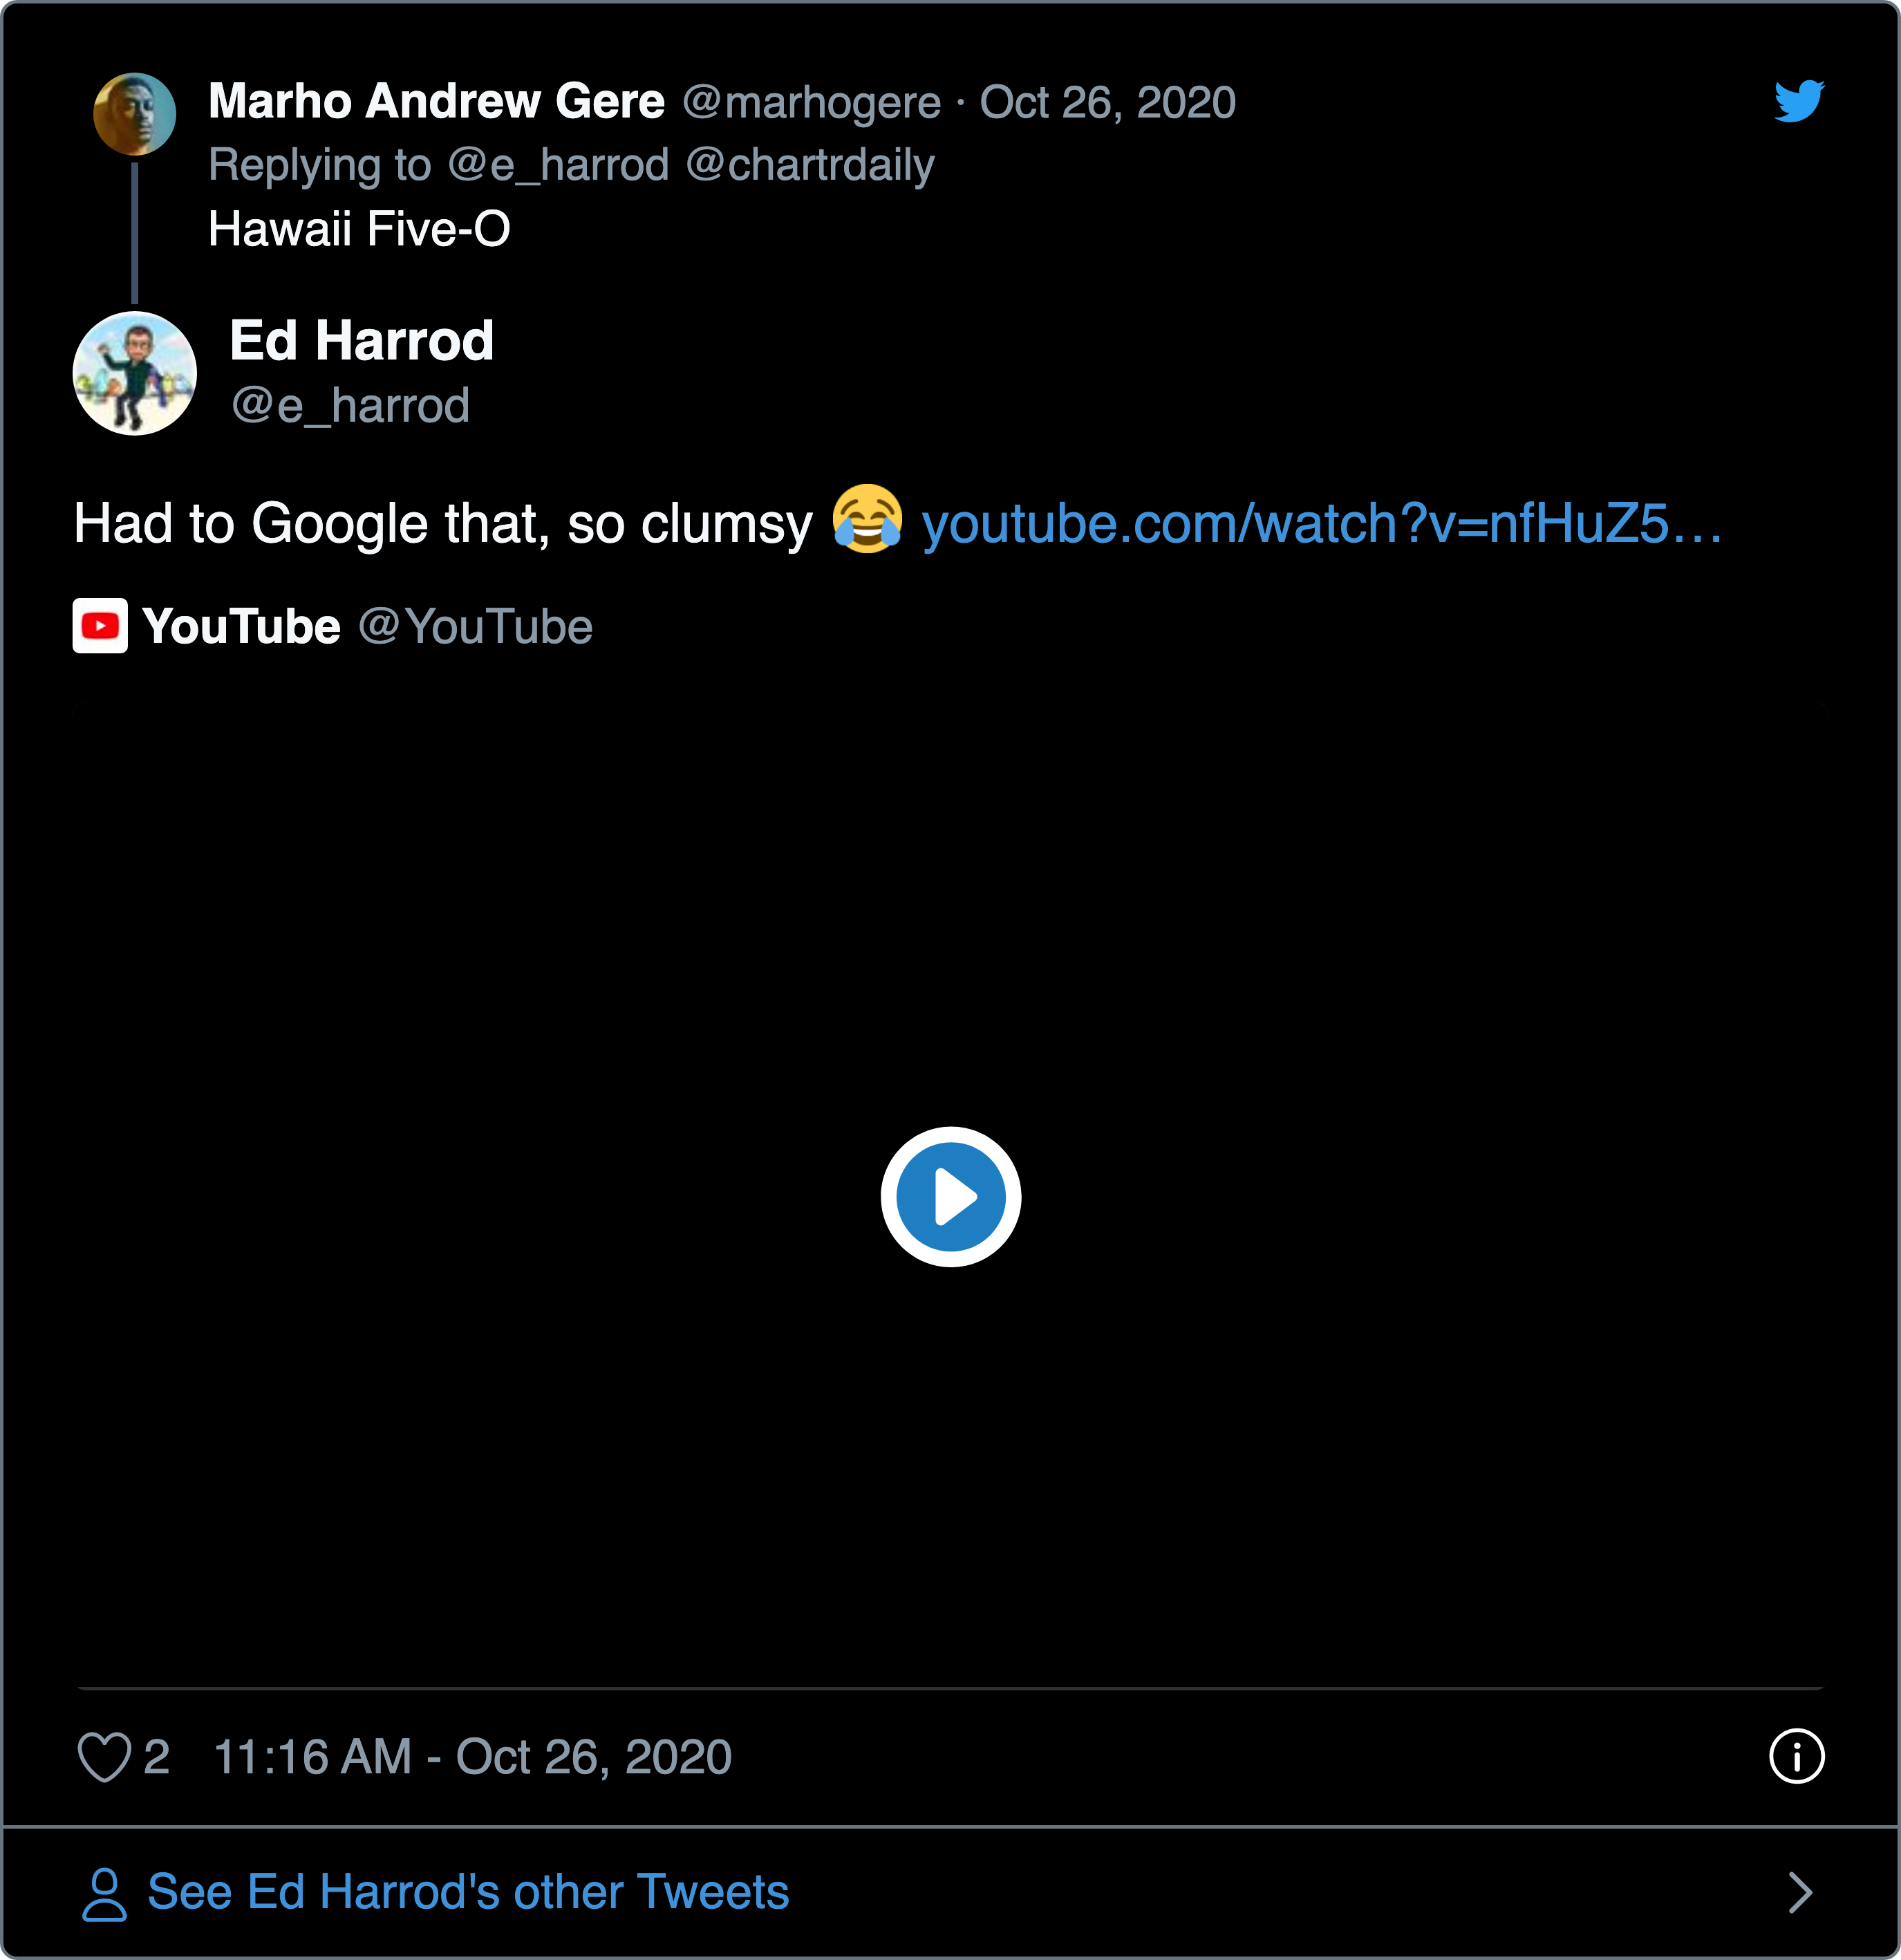 Marho Andrew Gere @marhogere · Oct 26, 2020
Replying to @e_harrod @chartrdaily
Hawaii Five-O
Ed Harrod
@e_harrod
Had to Google that, so clumsy 😂 youtube.com/watch?v=nfHuZ5…
YouTube @YouTube
2 11:16 AM - Oct 26, 2020
See Ed Harrod's other Tweets